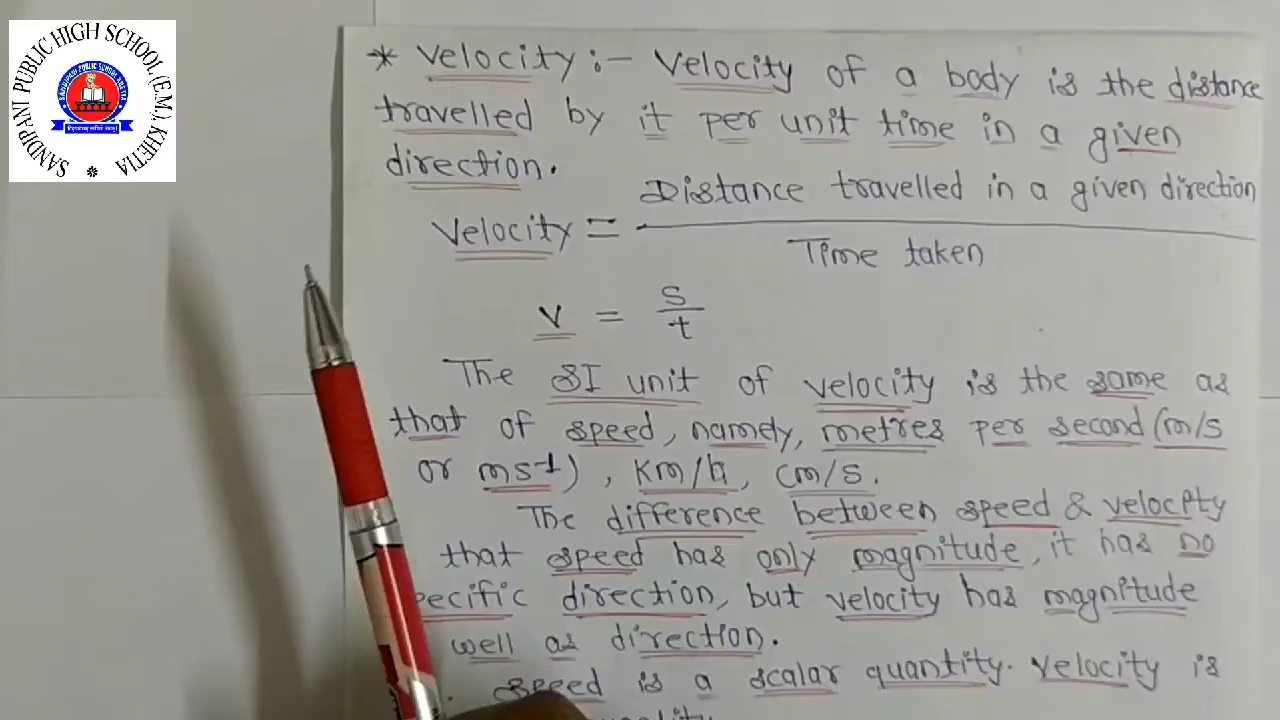 SANDIPANI PUBLIC HIGH SCHOOL (E.M.) KHETIA
* Velocity :- Velocity of a body is the distance
travelled by it per unit time in a given
direction.
Distance travelled in a given direction
Velocity =
Time taken
v = s/t
The SI unit of velocity is the same as
that of speed, namely, metres per second (m/s
or ms-1) , Km/h, cm/s.
The difference between speed & velocity
that speed has only magnitude, it has no
pecific direction, but velocity has magnitude
well as direction.
speed is a scalar quantity. Velocity is